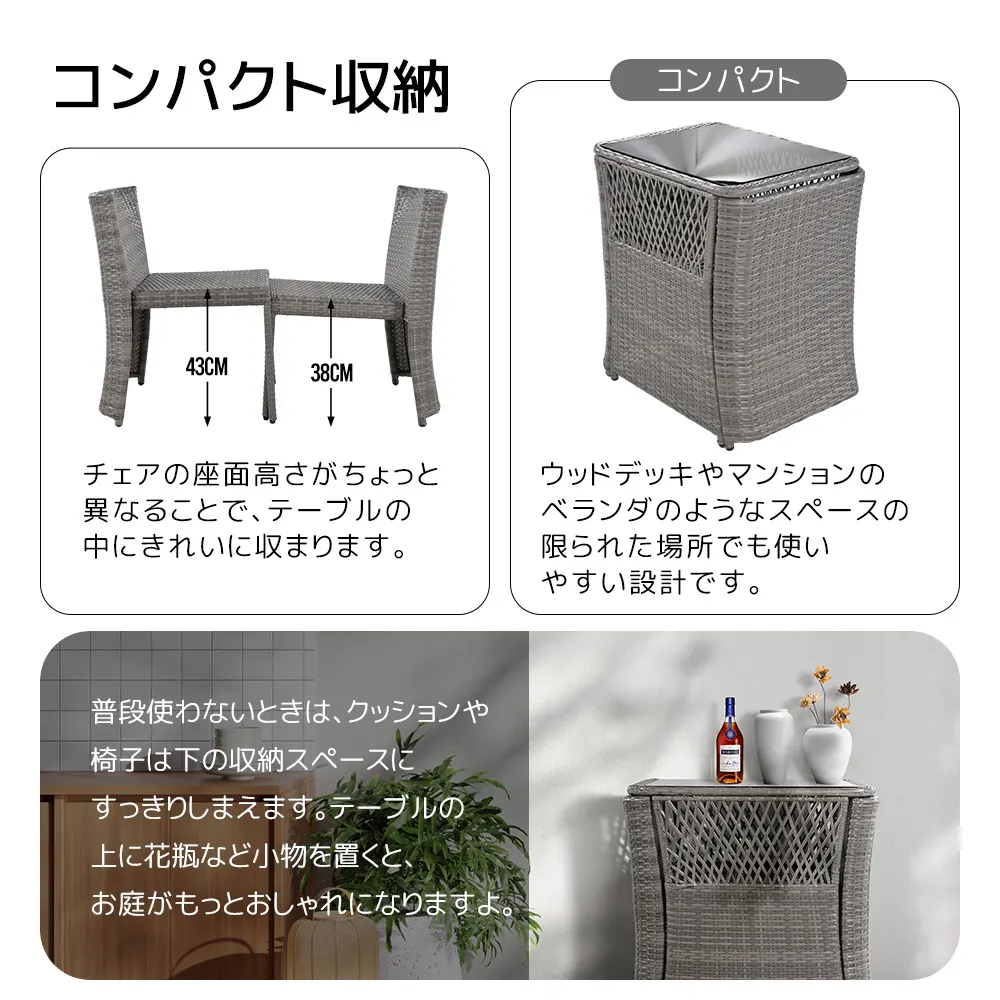 コンパクト収納
43CM
38CM
チェアの座面高さがちょっと
異なることで、テーブルの
中にきれいに収まります。
コンパクト
ウッドデッキやマンションの
ベランダのようなスペースの
限られた場所でも使い
やすい設計です。
普段使わないときは、クッションや
椅子は下の収納スペースに
すっきりしまえます。テーブルの
上に花瓶など小物を置くと、
お庭がもっとおしゃれになりますよ。